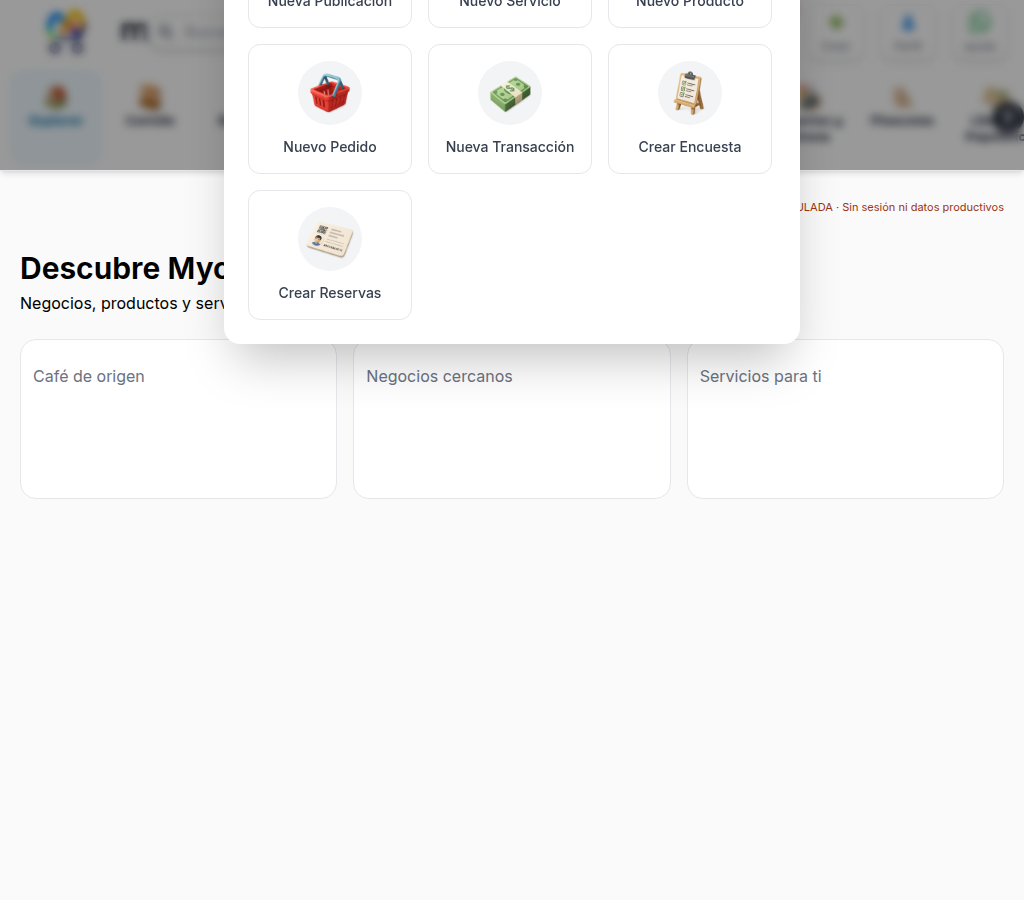 Nueva Publicación
Nuevo Servicio
Nuevo Producto
m
Nuevo Pedido
Nueva Transacción
Crear Encuesta
Crear Reservas
ULADA · Sin sesión ni datos productivos
Descubre Myc
Negocios, productos y serv
Café de origen
Negocios cercanos
Servicios para ti